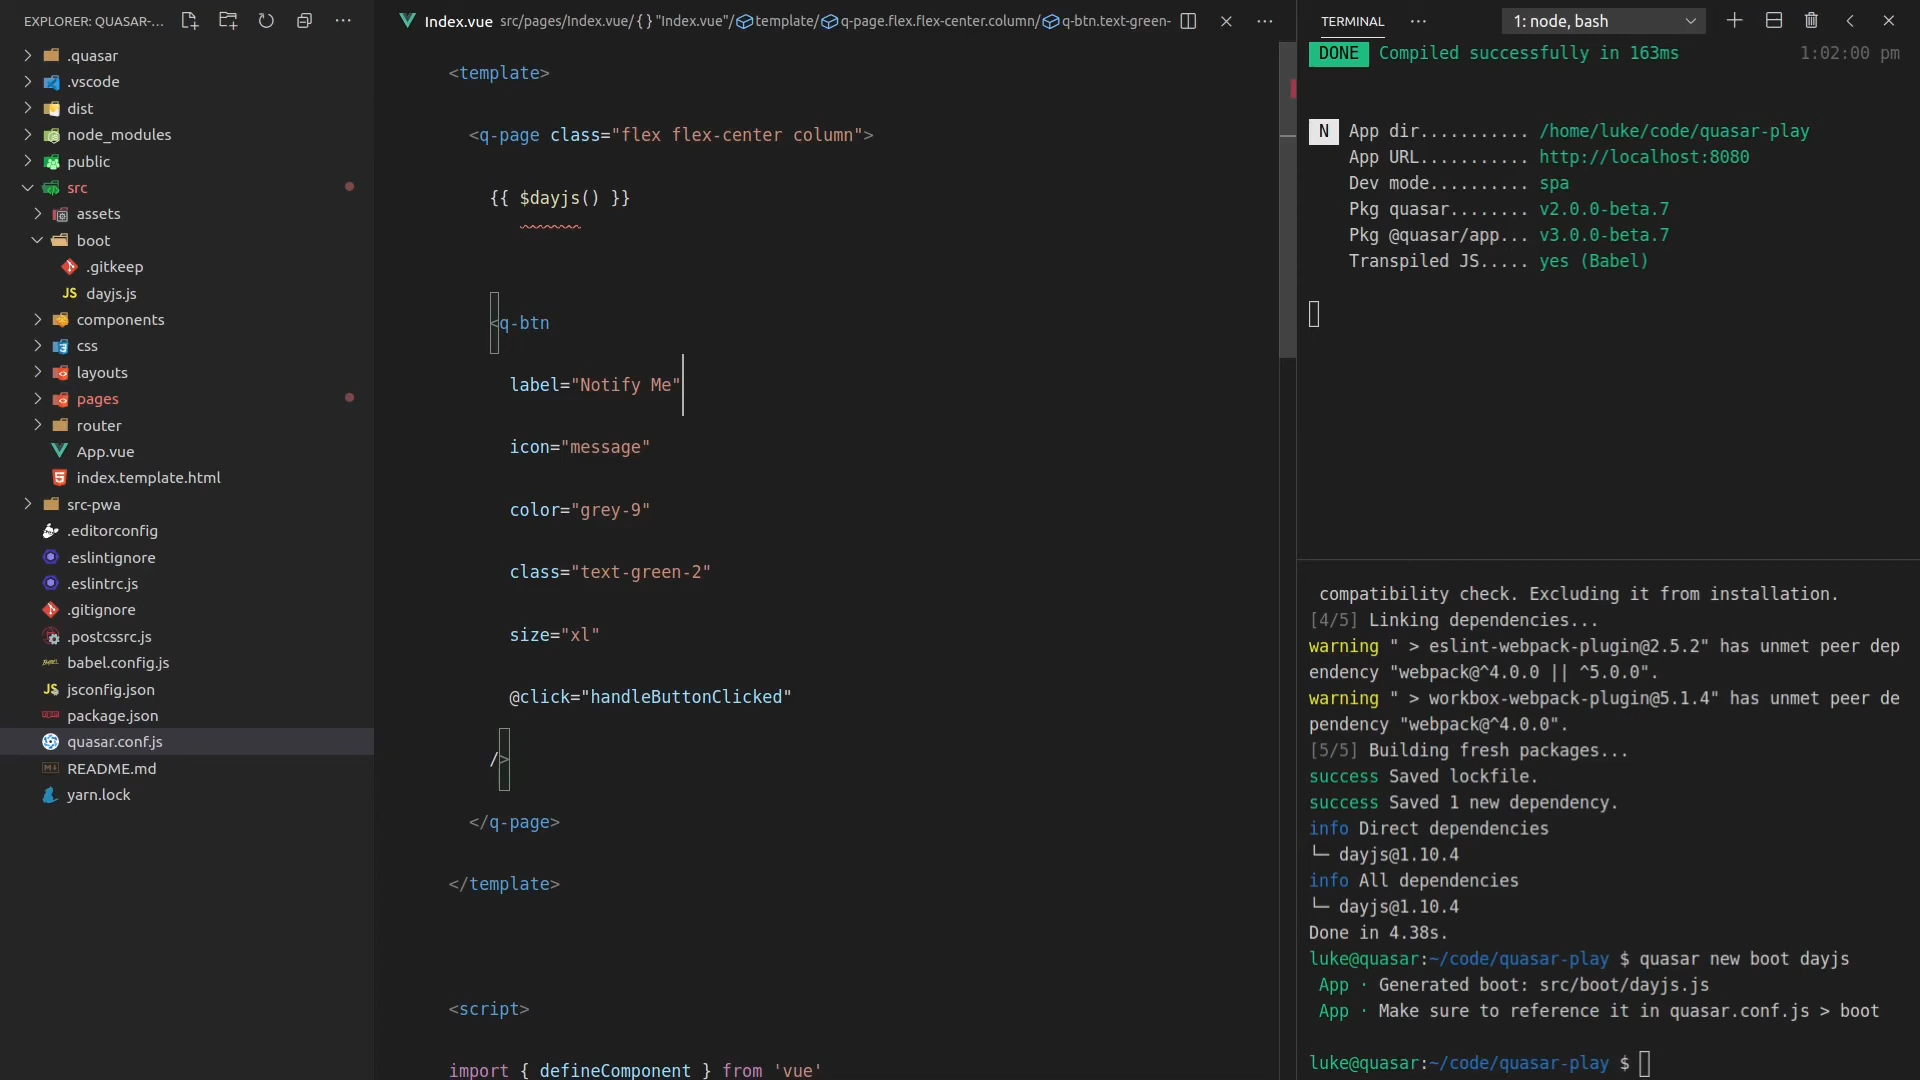 EXPLORER: QUASAR-...
.quasar
.vscode
dist
node_modules
public
src
assets
boot
.gitkeep
JS dayjs.js
components
css
layouts
pages
router
App.vue
index.template.html
src-pwa
.editorconfig
.eslintignore
.eslintrc.js
.gitignore
.postcssrc.js
babel.config.js
JS jsconfig.json
package.json
quasar.conf.js
README.md
yarn.lock
Index.vue src/pages/Index.vue/ {} "Index.vue"/ template/ q-page.flex.flex-center.column/ q-btn.text-green-
<template>
<q-page class="flex flex-center column">
{{ $dayjs() }}
<q-btn
label="Notify Me"
icon="message"
color="grey-9"
class="text-green-2"
size="xl"
@click="handleButtonClicked"
/>
</q-page>
</template>
<script>
import { defineComponent } from 'vue'
TERMINAL ··· 1: node, bash
DONE Compiled successfully in 163ms 1:02:00 pm
N App dir........... /home/luke/code/quasar-play
App URL........... http://localhost:8080
Dev mode.......... spa
Pkg quasar........ v2.0.0-beta.7
Pkg @quasar/app... v3.0.0-beta.7
Transpiled JS..... yes (Babel)
compatibility check. Excluding it from installation.
[4/5] Linking dependencies...
warning " > eslint-webpack-plugin@2.5.2" has unmet peer dep
endency "webpack@^4.0.0 || ^5.0.0".
warning " > workbox-webpack-plugin@5.1.4" has unmet peer de
pendency "webpack@^4.0.0".
[5/5] Building fresh packages...
success Saved lockfile.
success Saved 1 new dependency.
info Direct dependencies
└─ dayjs@1.10.4
info All dependencies
└─ dayjs@1.10.4
Done in 4.38s.
luke@quasar:~/code/quasar-play $ quasar new boot dayjs
App · Generated boot: src/boot/dayjs.js
App · Make sure to reference it in quasar.conf.js > boot
luke@quasar:~/code/quasar-play $